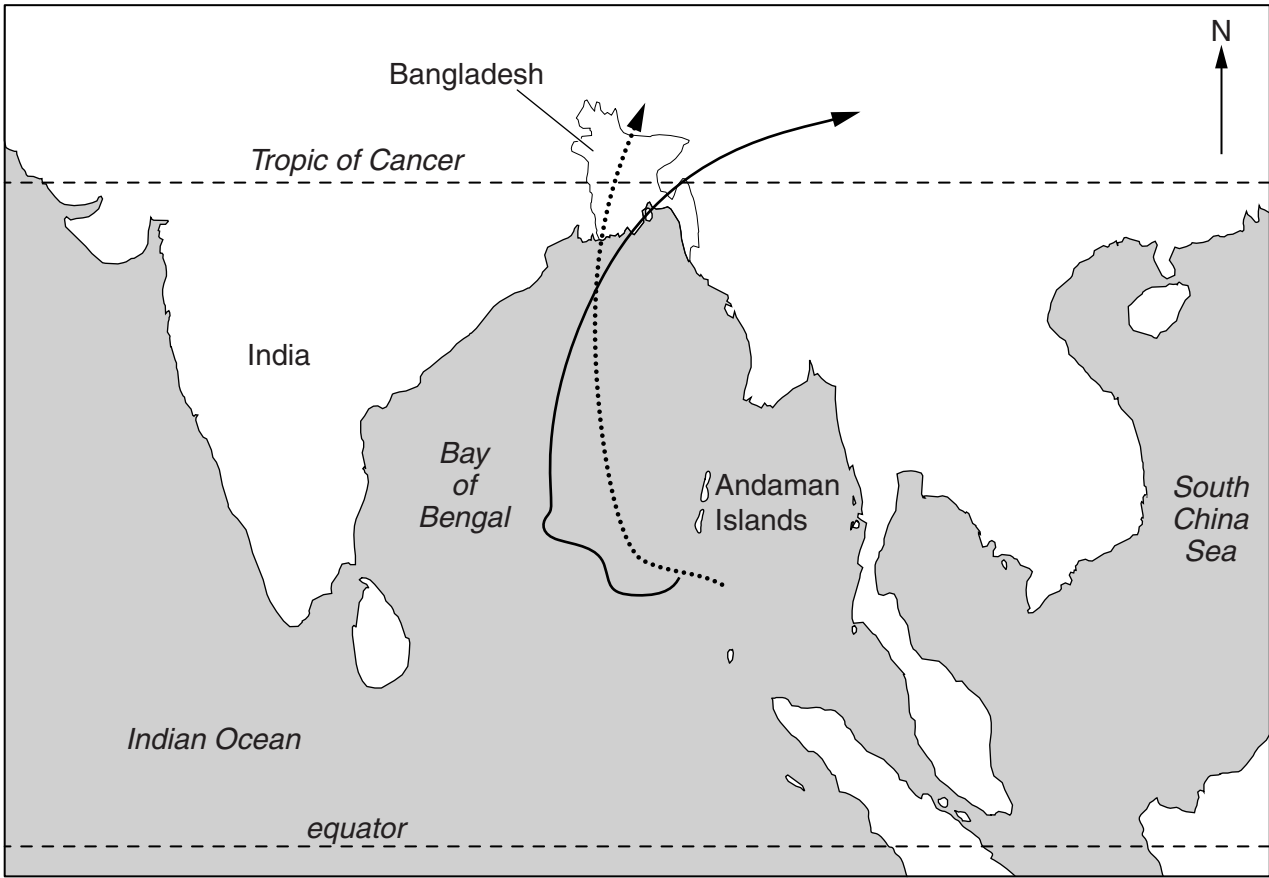 N
Bangladesh
Tropic of Cancer
India
Bay
of
Bengal
Andaman
Islands
South
China
Sea
Indian Ocean
equator